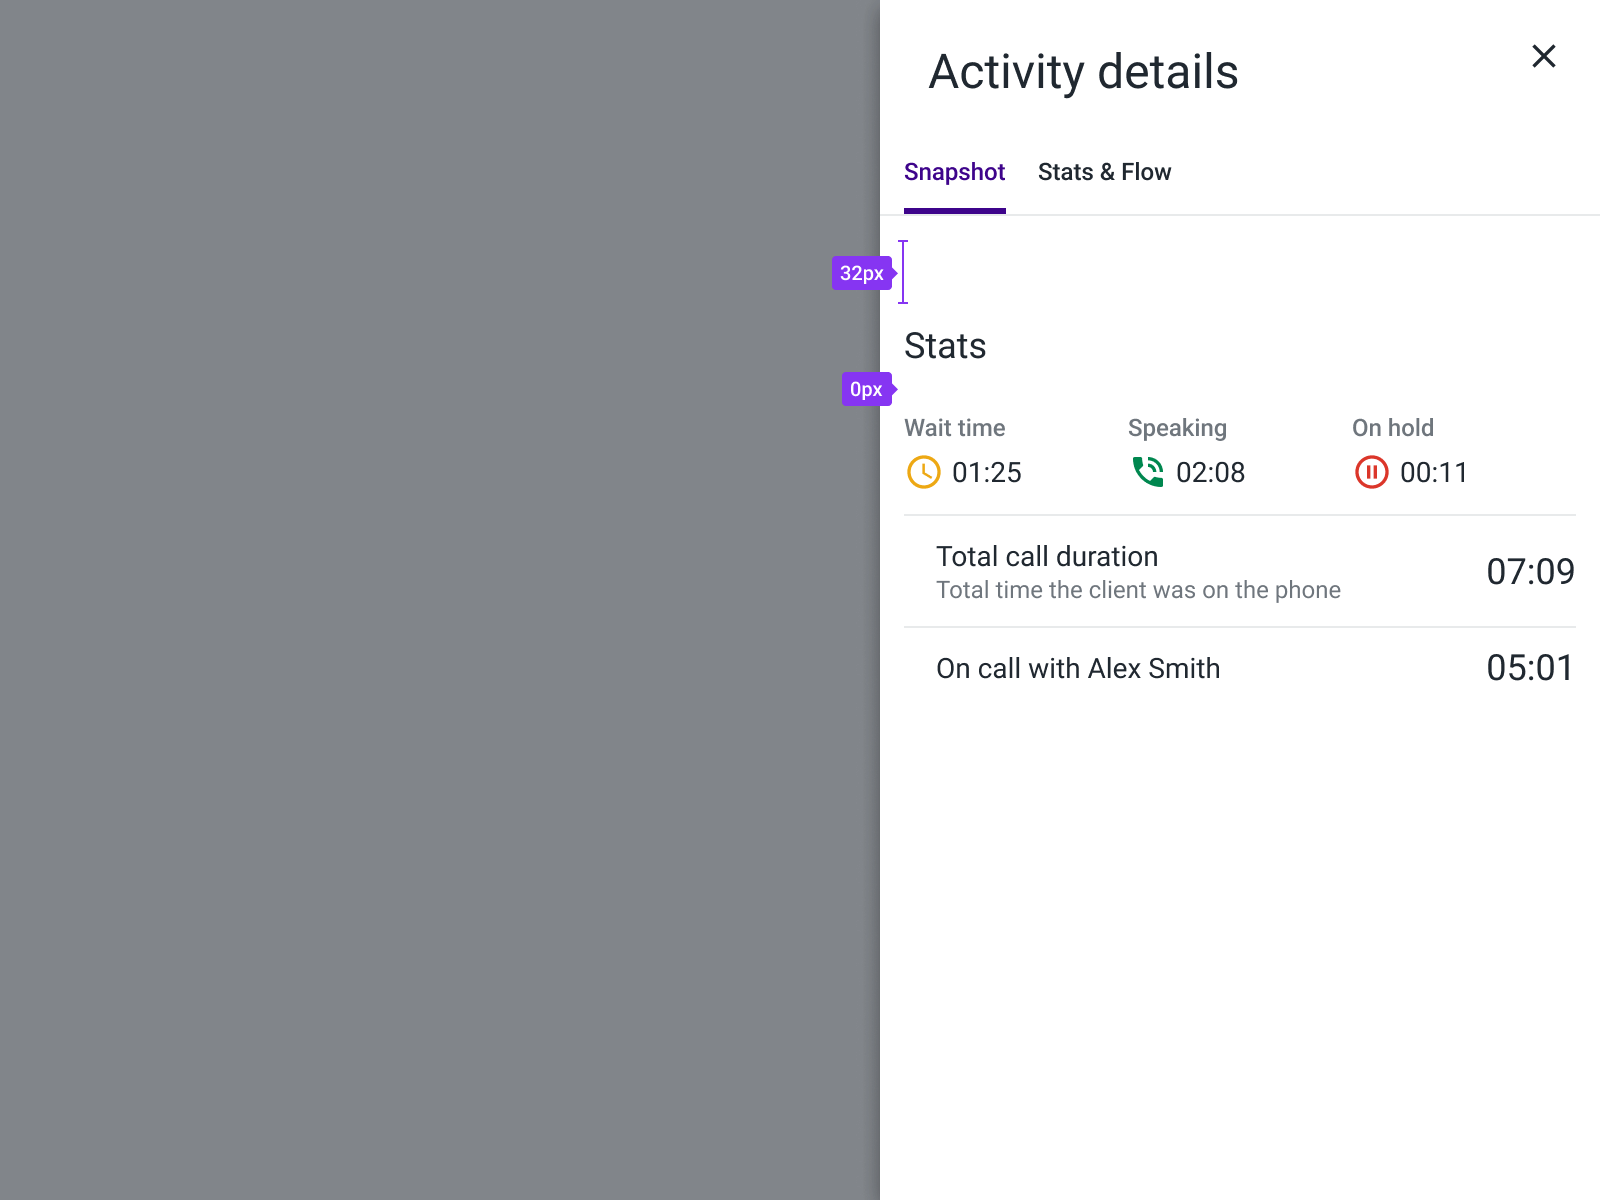 Activity details
Snapshot Stats & Flow
32px
Stats
0px
Wait time Speaking On hold
01:25 02:08 00:11
Total call duration
Total time the client was on the phone
07:09
On call with Alex Smith 05:01